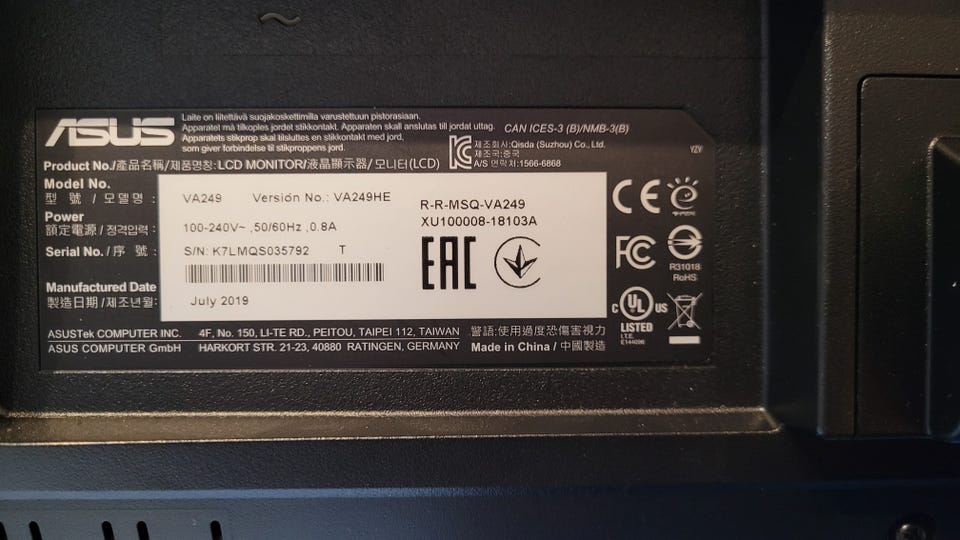 ASUS
Laite on liitettävä suojakoskettimilla varustettuun pistorasiaan.
Apparatet må tilkoples jordet stikkontakt. Apparaten skall anslutas till jordat uttag.
Apparatets stikprop skal tilsluttes en stikkontakt med jord,
som giver forbindelse til stikproppens jord.
CAN ICES-3 (B)/NMB-3(B)
제조회사:Qisda (Suzhou) Co., Ltd.
제조국:중국
A/S 연락처:1566-6868
YZV
Product No./產品名稱/제품명칭: LCD MONITOR/液晶顯示器/모니터(LCD)
Model No.
型 號 / 모델명 :
VA249 Versión No.: VA249HE
Power
額定電源 / 정격입력 :
100-240V~ ,50/60Hz ,0.8A
Serial No. / 序 號 :
S/N: K7LMQS035792 T
Manufactured Date
製造日期 / 제조년월:
July 2019
R-R-MSQ-VA249
XU100008-18103A
EAC
CE
FC
R31018
RoHS
C UL US
LISTED
I.T.E.
E144096
ASUSTek COMPUTER INC. 4F, No. 150, LI-TE RD., PEITOU, TAIPEI 112, TAIWAN 警語:使用過度恐傷害視力
ASUS COMPUTER GmbH HARKORT STR. 21-23, 40880 RATINGEN, GERMANY Made in China / 中國製造